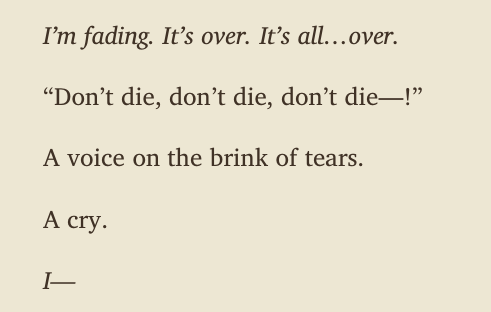 I’m fading. It’s over. It’s all…over.
“Don’t die, don’t die, don’t die—!”
A voice on the brink of tears.
A cry.
I—